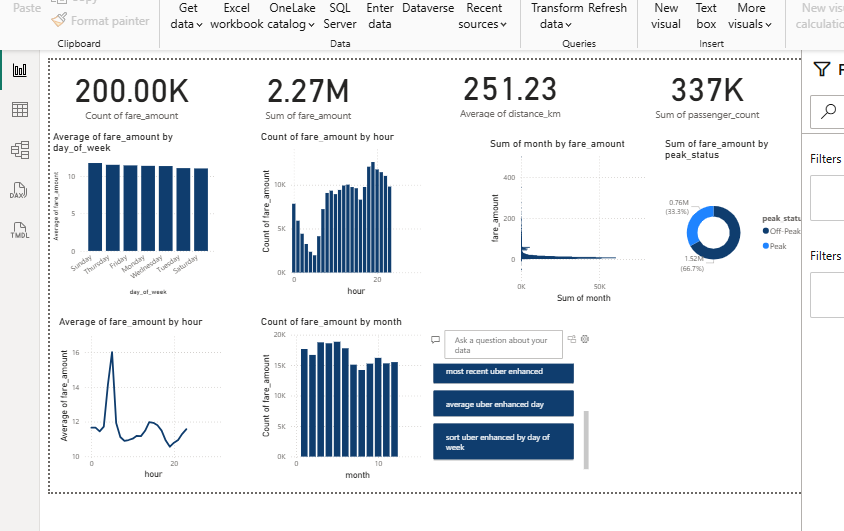 Paste
Copy
Format painter
Clipboard
Get
data
Excel
workbook
OneLake
catalog
SQL
Server
Enter
data
Dataverse
Recent
sources
Data
Transform
data
Refresh
Queries
New
visual
Text
box
More
visuals
Insert
New
200.00K
Count of fare_amount
2.27M
Sum of fare_amount
251.23
Average of distance_km
337K
Sum of passenger_count
Filters
Filters
DAX
TMDL
Average of fare_amount by
day_of_week
Average of fare_amount
10
5
0
Sunday
Thursday
Friday
Monday
Wednesday
Tuesday
Saturday
day_of_week
Count of fare_amount by hour
Count of fare_amount
10K
5K
0K
0
20
hour
Sum of month by fare_amount
fare_amount
400
200
0
0K
50K
Sum of month
Sum of fare_amount by
peak_status
0.76M
(33.3%)
1.52M
(66.7%)
peak_statu
Off-Peak
Peak
Average of fare_amount by hour
Average of fare_amount
16
14
12
10
0
20
hour
Count of fare_amount by month
Count of fare_amount
20K
15K
10K
5K
0K
0
10
month
Ask a question about your
data
most recent uber enhanced
average uber enhanced day
sort uber enhanced by day of
week